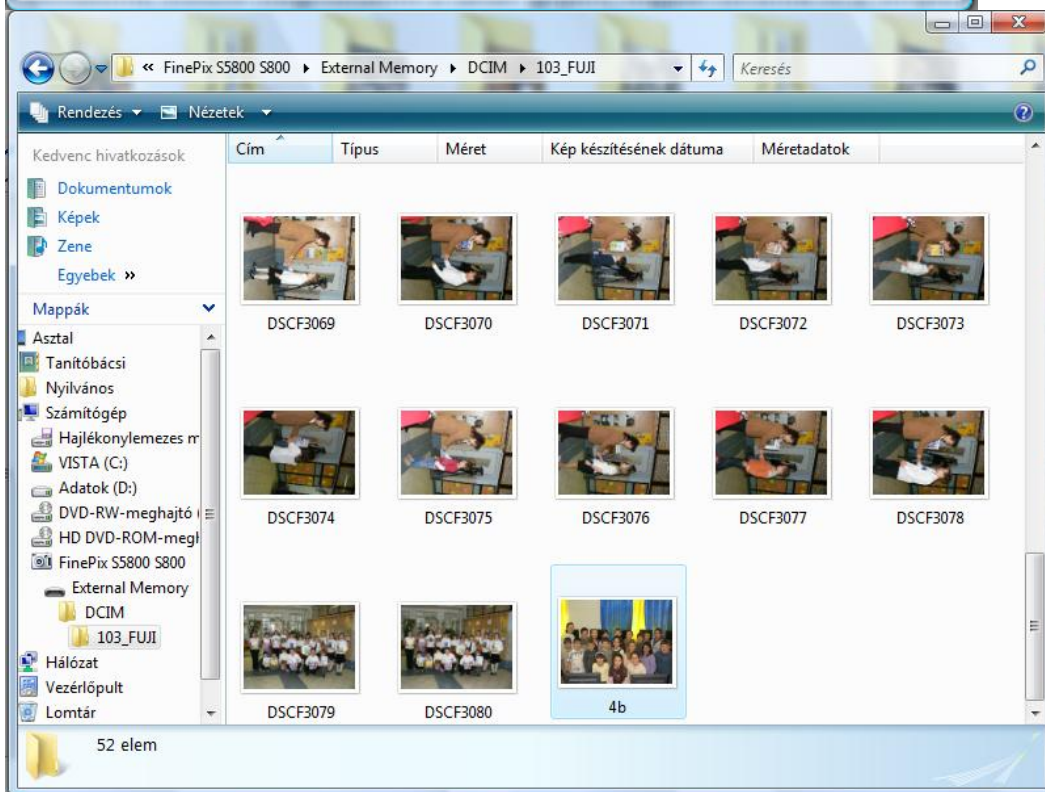 « FinePix S5800 S800 ▸ External Memory ▸ DCIM ▸ 103_FUJI
Keresés
Rendezés Nézetek
Kedvenc hivatkozások
Dokumentumok
Képek
Zene
Egyebek »
Mappák
Asztal
Tanítóbácsi
Nyilvános
Számítógép
Hajlékonylemezes m
VISTA (C:)
Adatok (D:)
DVD-RW-meghajtó (
HD DVD-ROM-megh
FinePix S5800 S800
External Memory
DCIM
103_FUJI
Hálózat
Vezérlőpult
Lomtár
Cím Típus Méret Kép készítésének dátuma Méretadatok
DSCF3069 DSCF3070 DSCF3071 DSCF3072 DSCF3073
DSCF3074 DSCF3075 DSCF3076 DSCF3077 DSCF3078
DSCF3079 DSCF3080 4b
52 elem